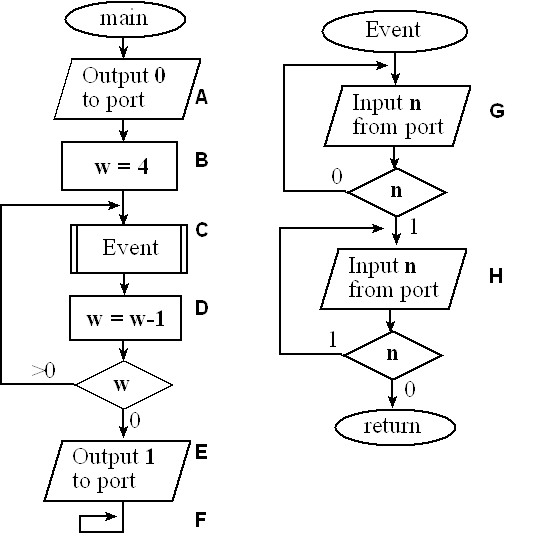 main
Output 0
to port
A
w = 4
B
C
Event
D
w = w-1
>0
w
0
Output 1
to port
E
F
Event
Input n
from port
G
0
n
1
Input n
from port
H
1
n
0
return